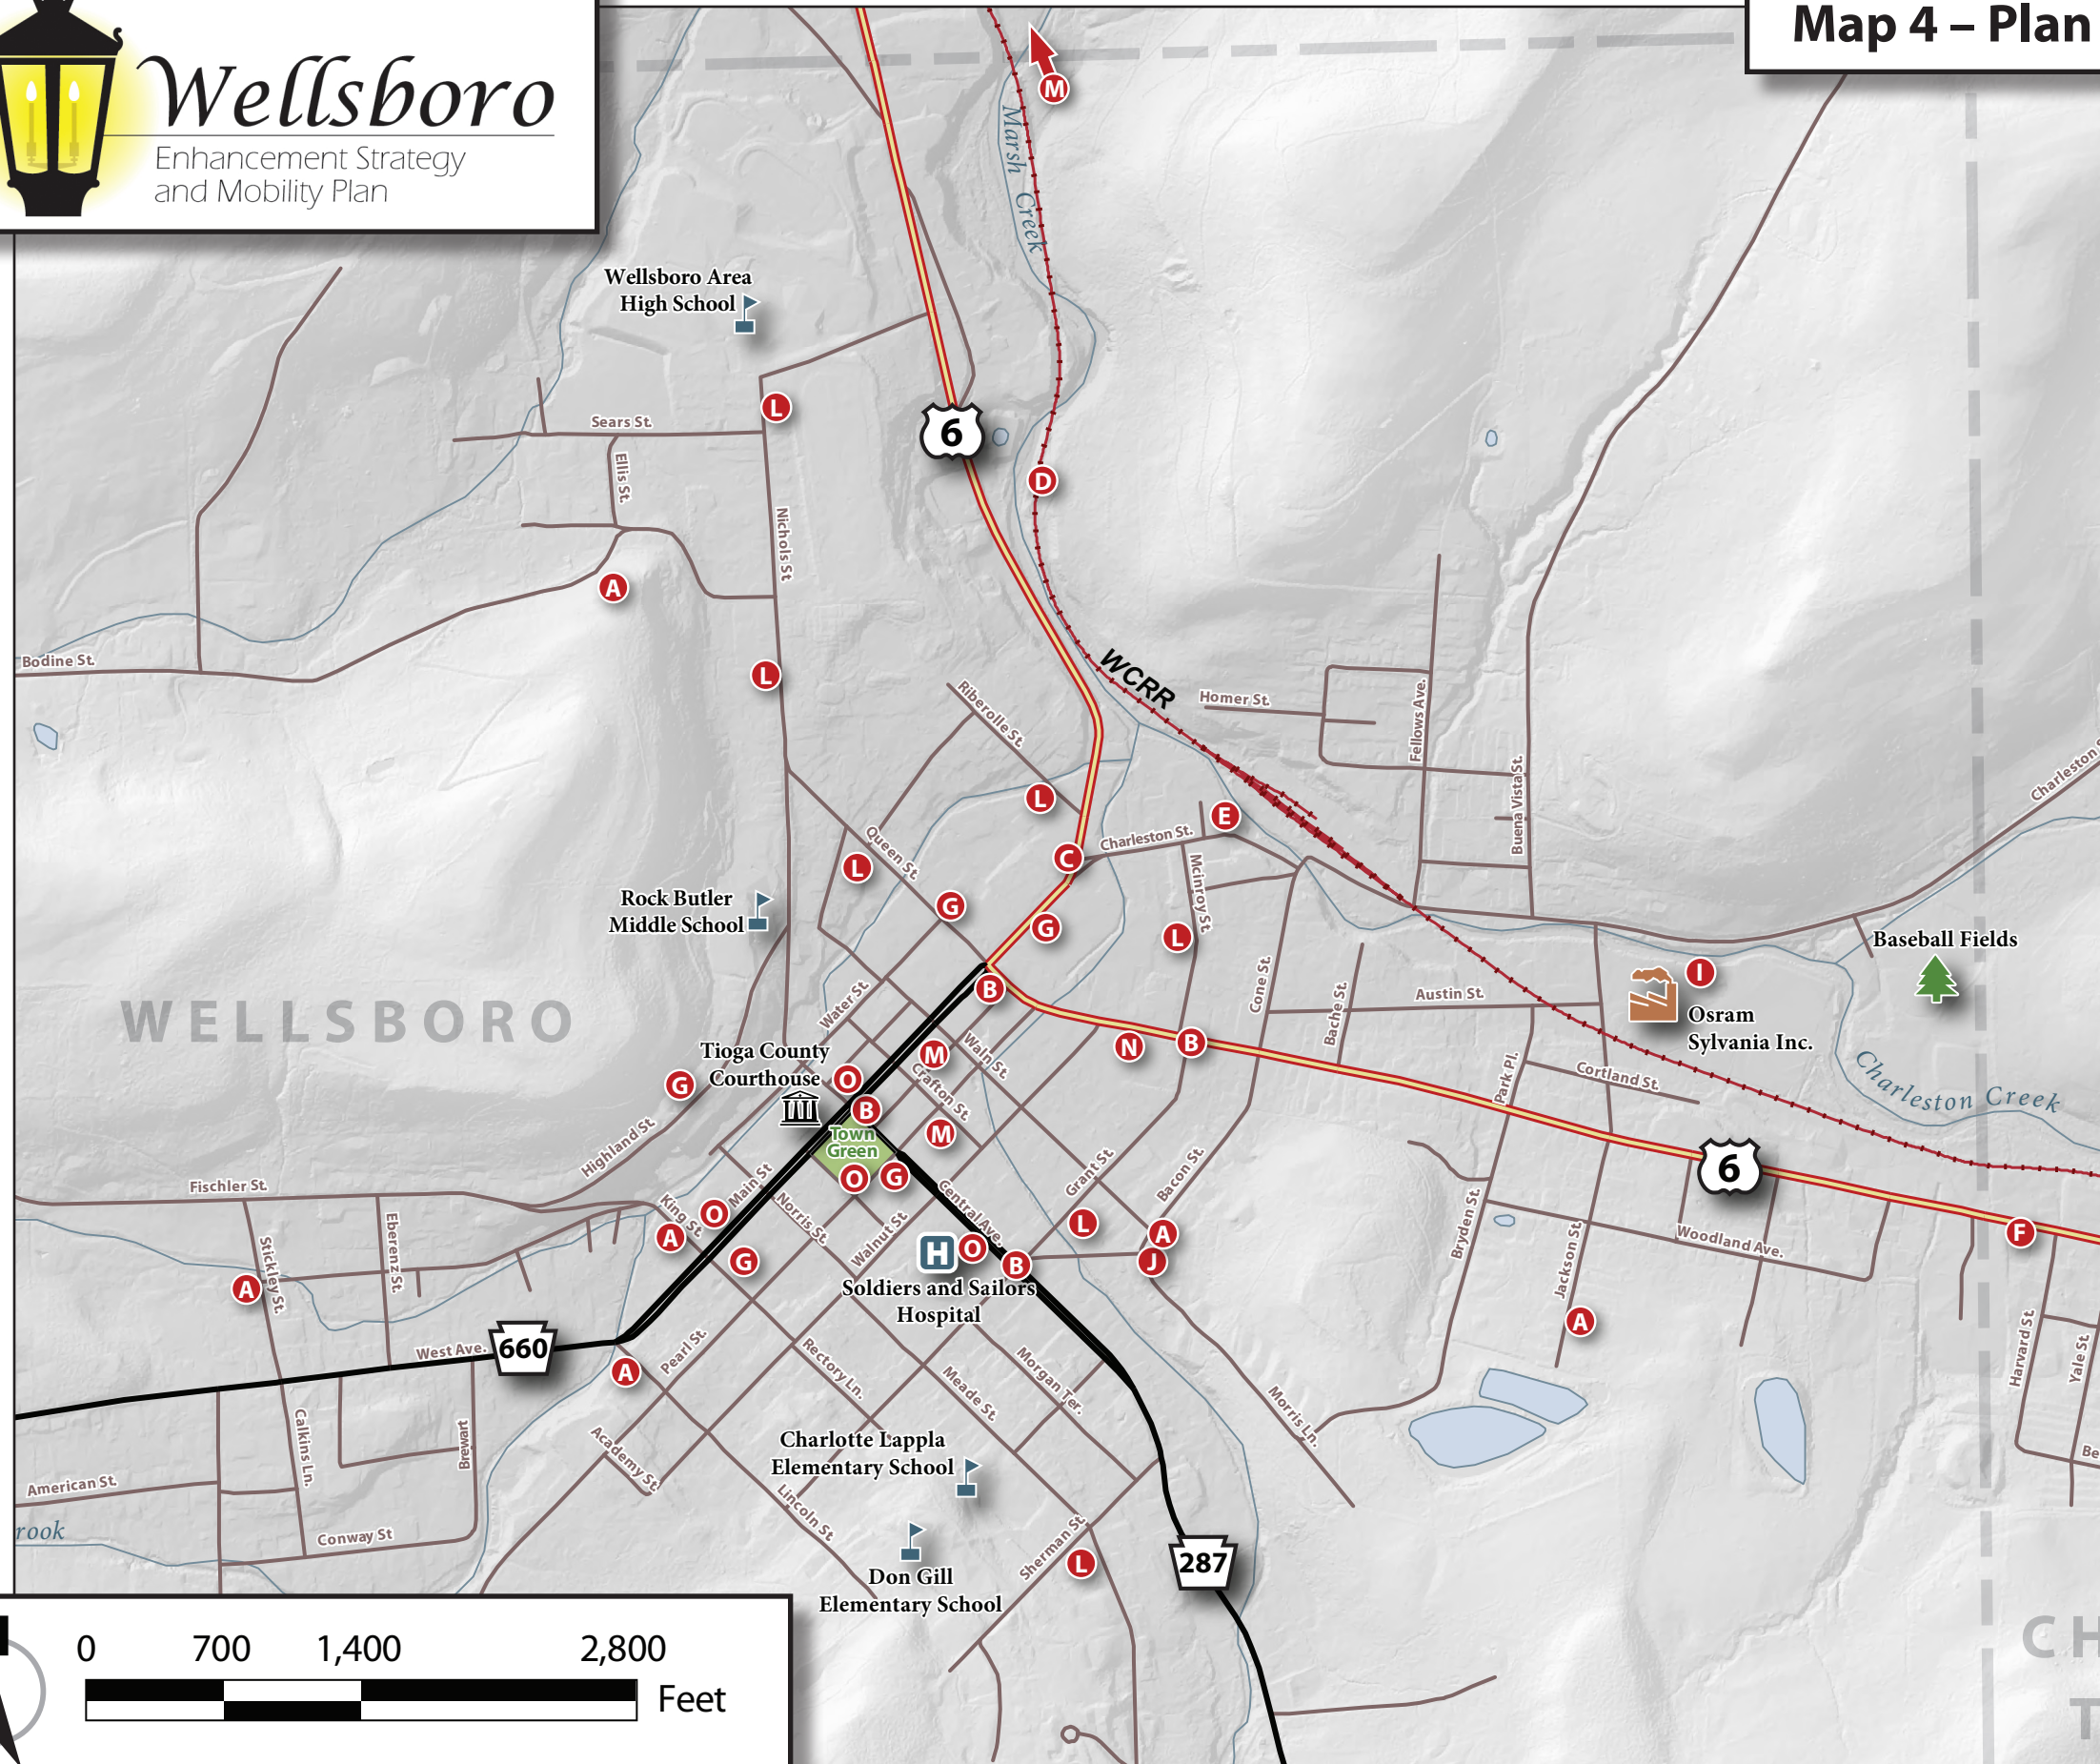 Wellsboro
Enhancement Strategy
and Mobility Plan
Map 4 – Plan
M
Marsh Creek
Wellsboro Area
High School
L
6
Sears St.
Ellis St.
D
Nichols St
A
Bodine St.
L
WCRR
Riberolle St.
Homer St.
Fellows Ave.
Buena Vista St.
Charleston
L
E
C
Charleston St.
Queen St
L
McInroy St
G
G
L
Rock Butler
Middle School
Baseball Fields
I
Osram
Sylvania Inc.
B
Cone St.
Bache St.
Austin St.
WELLSBORO
Water St
N
B
Waln St
M
Tioga County
Courthouse
O
G
Crafton St
Park Pl.
Cortland St.
Charleston Creek
B
Town
Green
M
Highland St
O
G
Grant St
Bacon St.
6
Fischler St.
Main St
King St
O
Norris St
Walnut St
Central Ave.
L
A
Bryden St.
Jackson St
Woodland Ave.
F
A
G
H
O
B
J
Eberenz St.
Stickley St.
A
Soldiers and Sailors
Hospital
A
West Ave.
660
A
Pearl St.
Rectory Ln.
Meade St.
Morgan Ter.
Morris Ln.
Harvard St.
Yale St.
Calkins Ln.
Brewart
Academy St
Charlotte Lappla
Elementary School
Be
American St.
Lincoln St
rook
Conway St
Sherman St.
L
287
Don Gill
Elementary School
CH
T
0 700 1,400 2,800
Feet